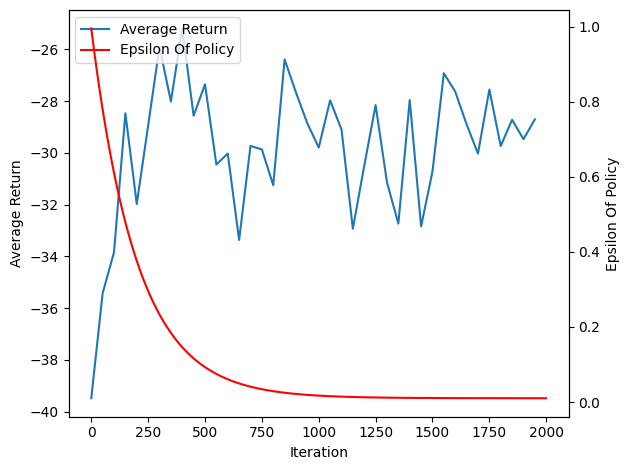 Average Return
Epsilon Of Policy
−26
−28
−30
−32
−34
−36
−38
−40
Average Return
1.0
0.8
0.6
0.4
0.2
0.0
Epsilon Of Policy
0 250 500 750 1000 1250 1500 1750 2000
Iteration